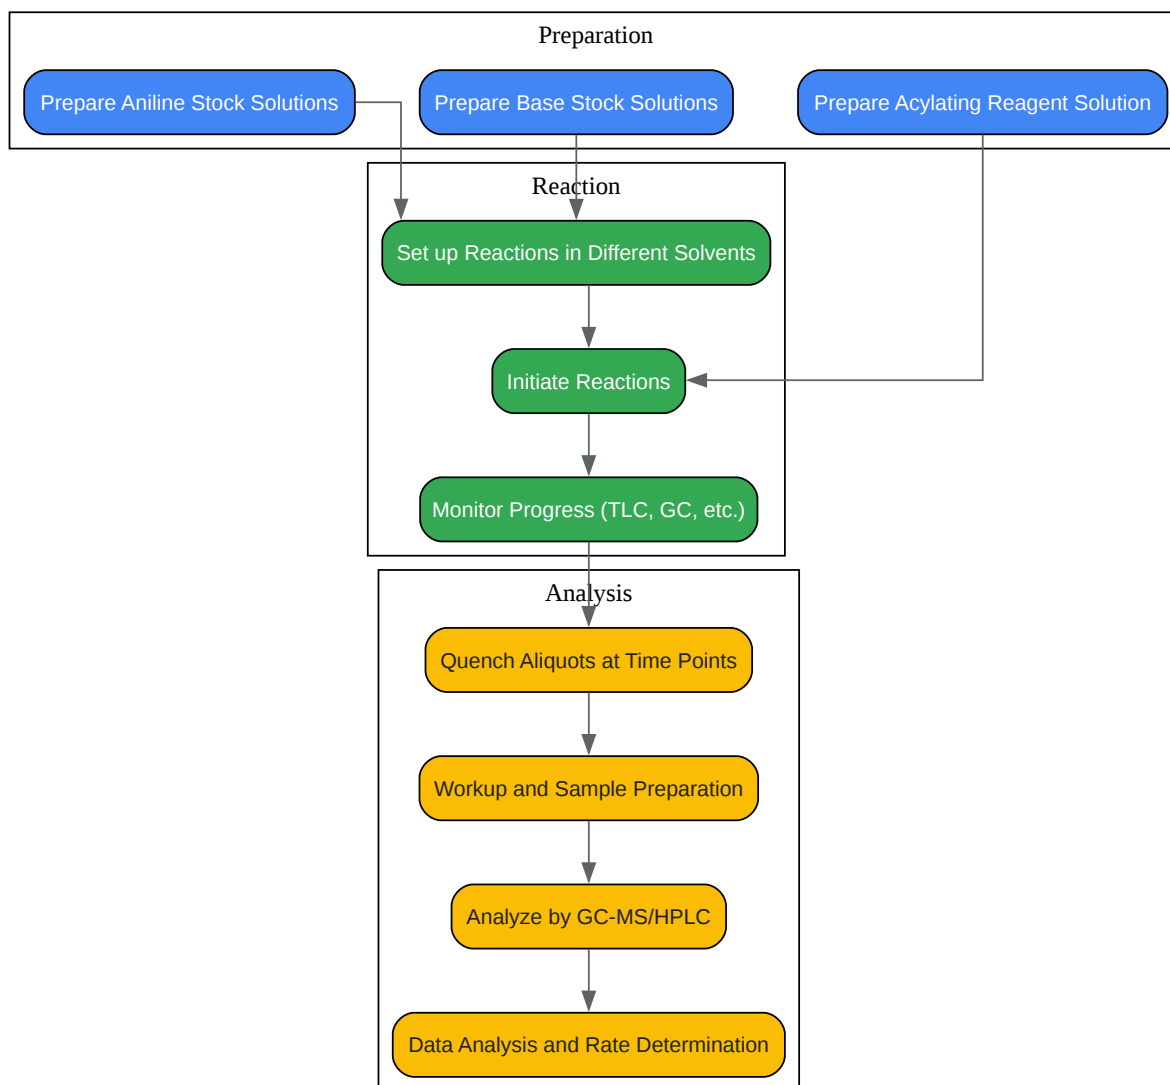 Preparation
Prepare Aniline Stock Solutions
Prepare Base Stock Solutions
Prepare Acylating Reagent Solution
Reaction
Set up Reactions in Different Solvents
Initiate Reactions
Monitor Progress (TLC, GC, etc.)
Analysis
Quench Aliquots at Time Points
Workup and Sample Preparation
Analyze by GC-MS/HPLC
Data Analysis and Rate Determination